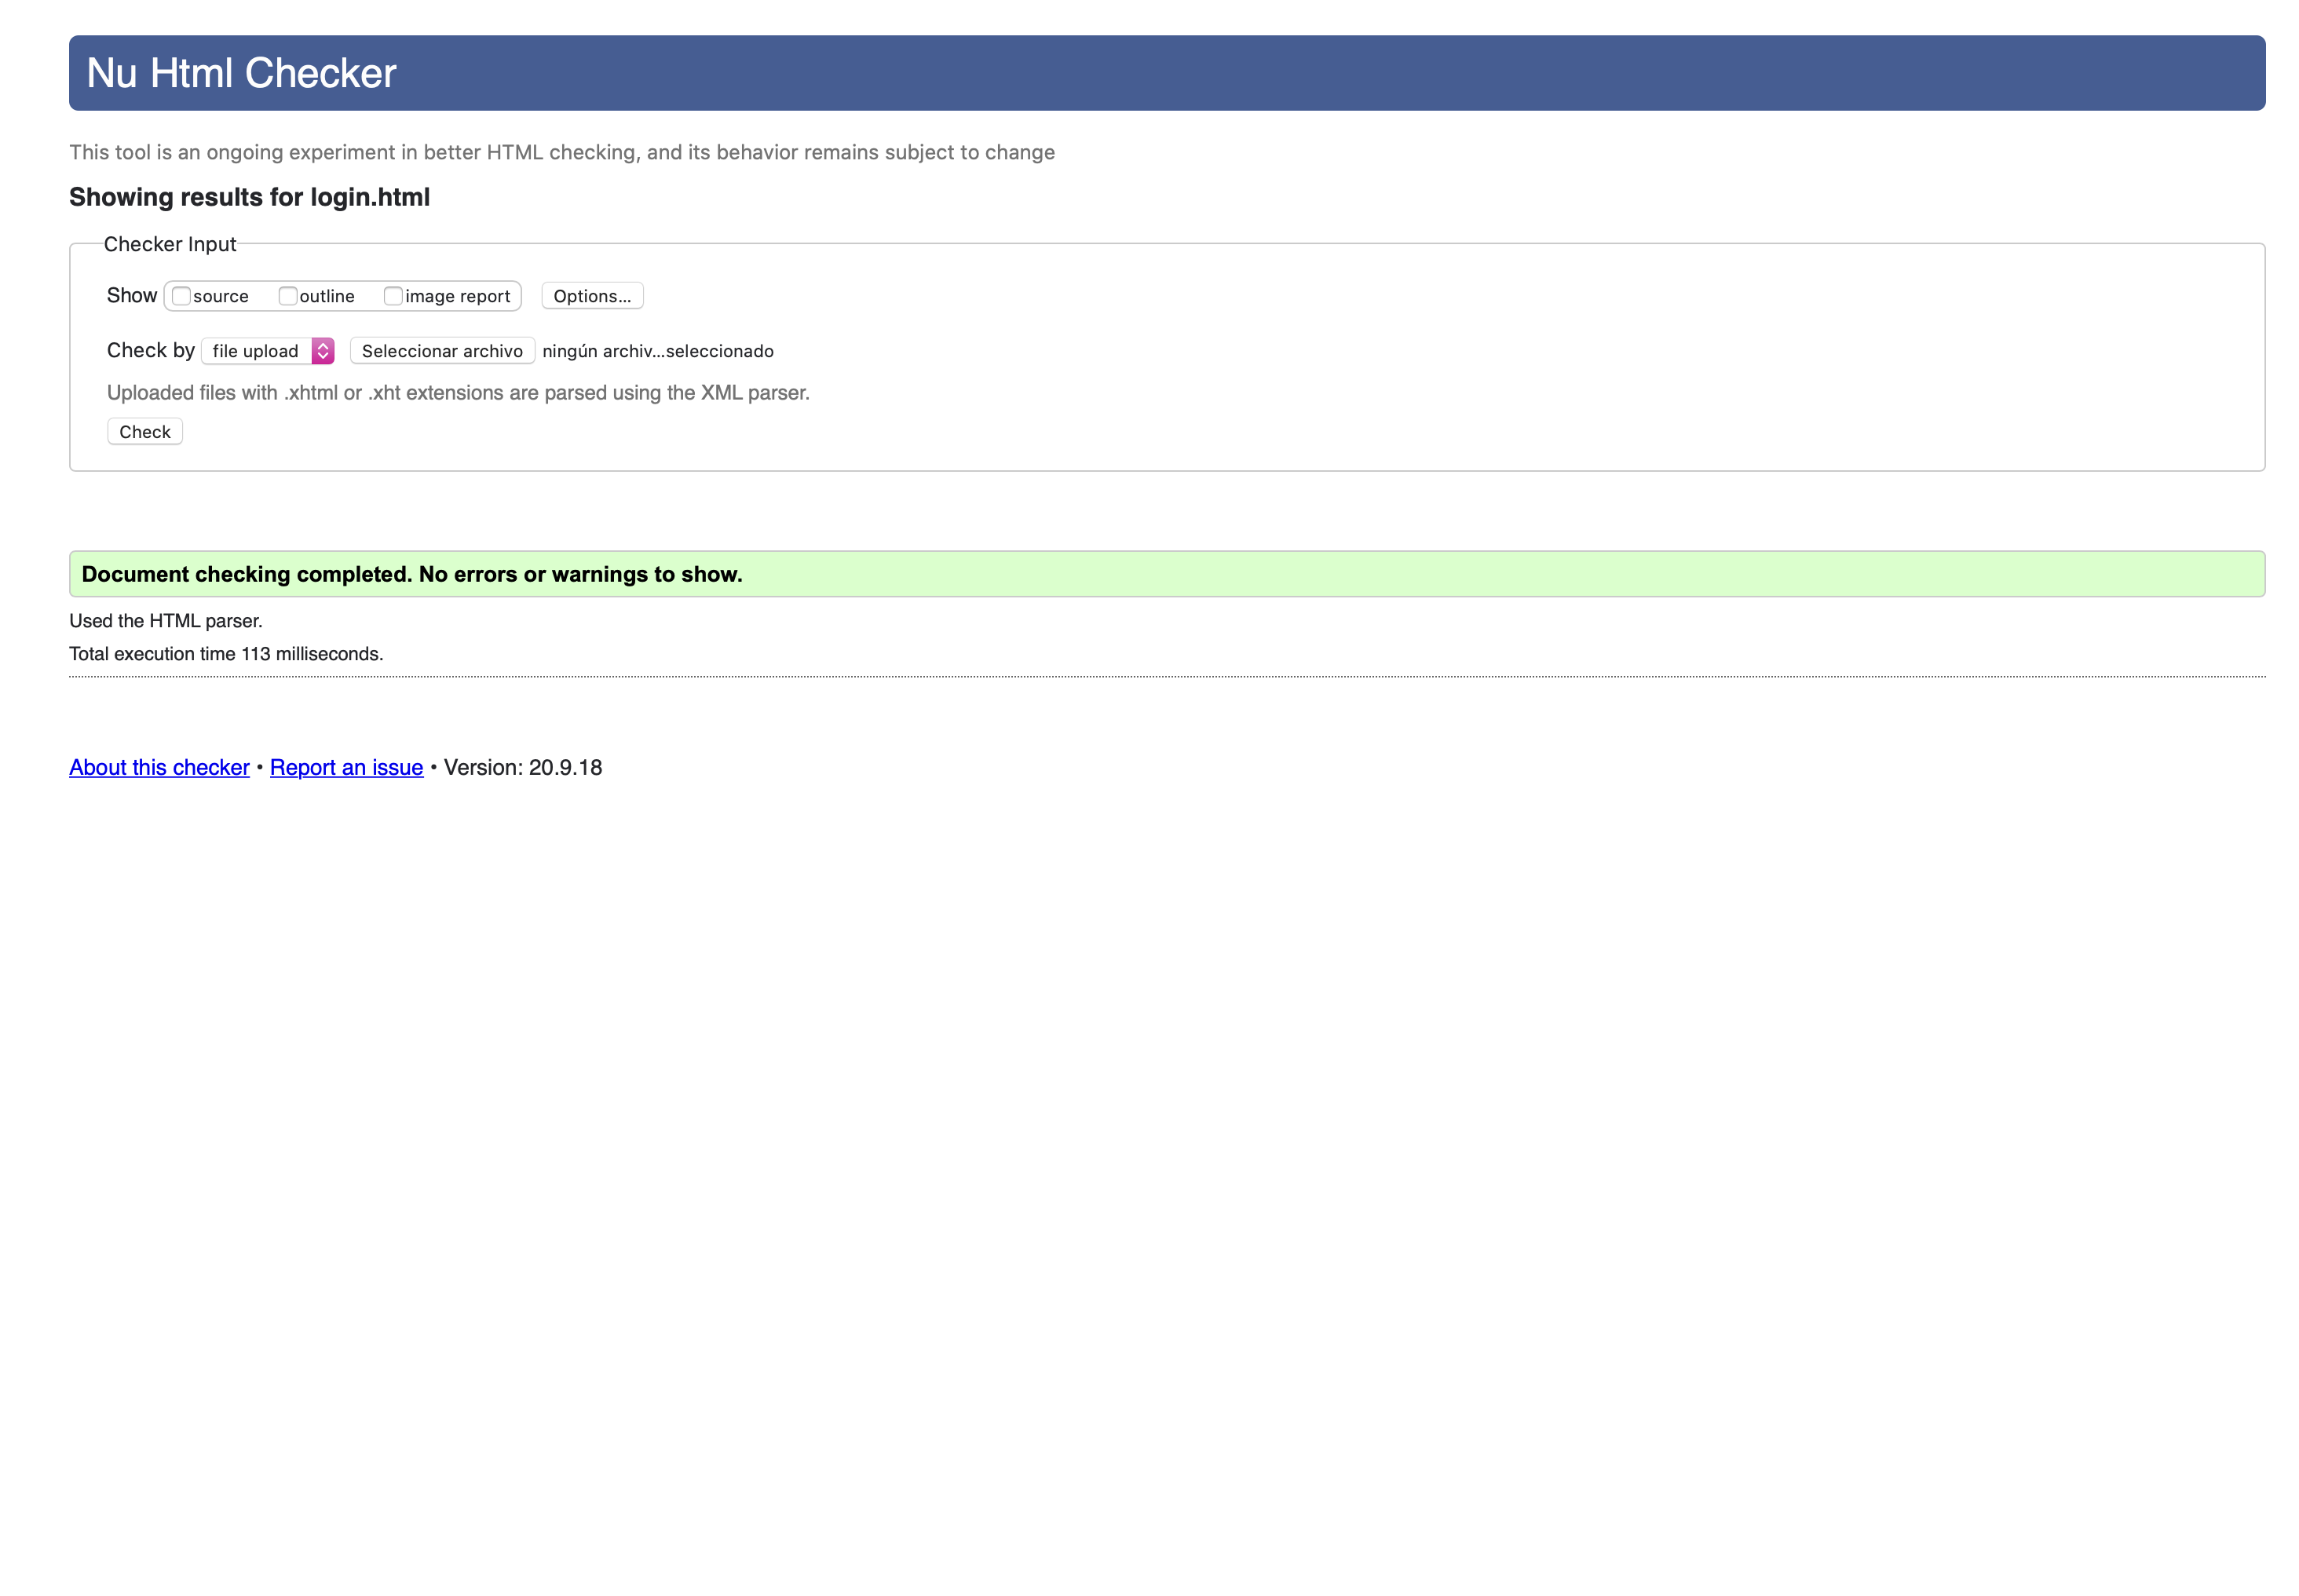 Nu Html Checker
This tool is an ongoing experiment in better HTML checking, and its behavior remains subject to change
Showing results for login.html
Checker Input
Show source outline image report Options...
Check by file upload Seleccionar archivo ningún archiv...seleccionado
Uploaded files with .xhtml or .xht extensions are parsed using the XML parser.
Check
Document checking completed. No errors or warnings to show.
Used the HTML parser.
Total execution time 113 milliseconds.
About this checker • Report an issue • Version: 20.9.18